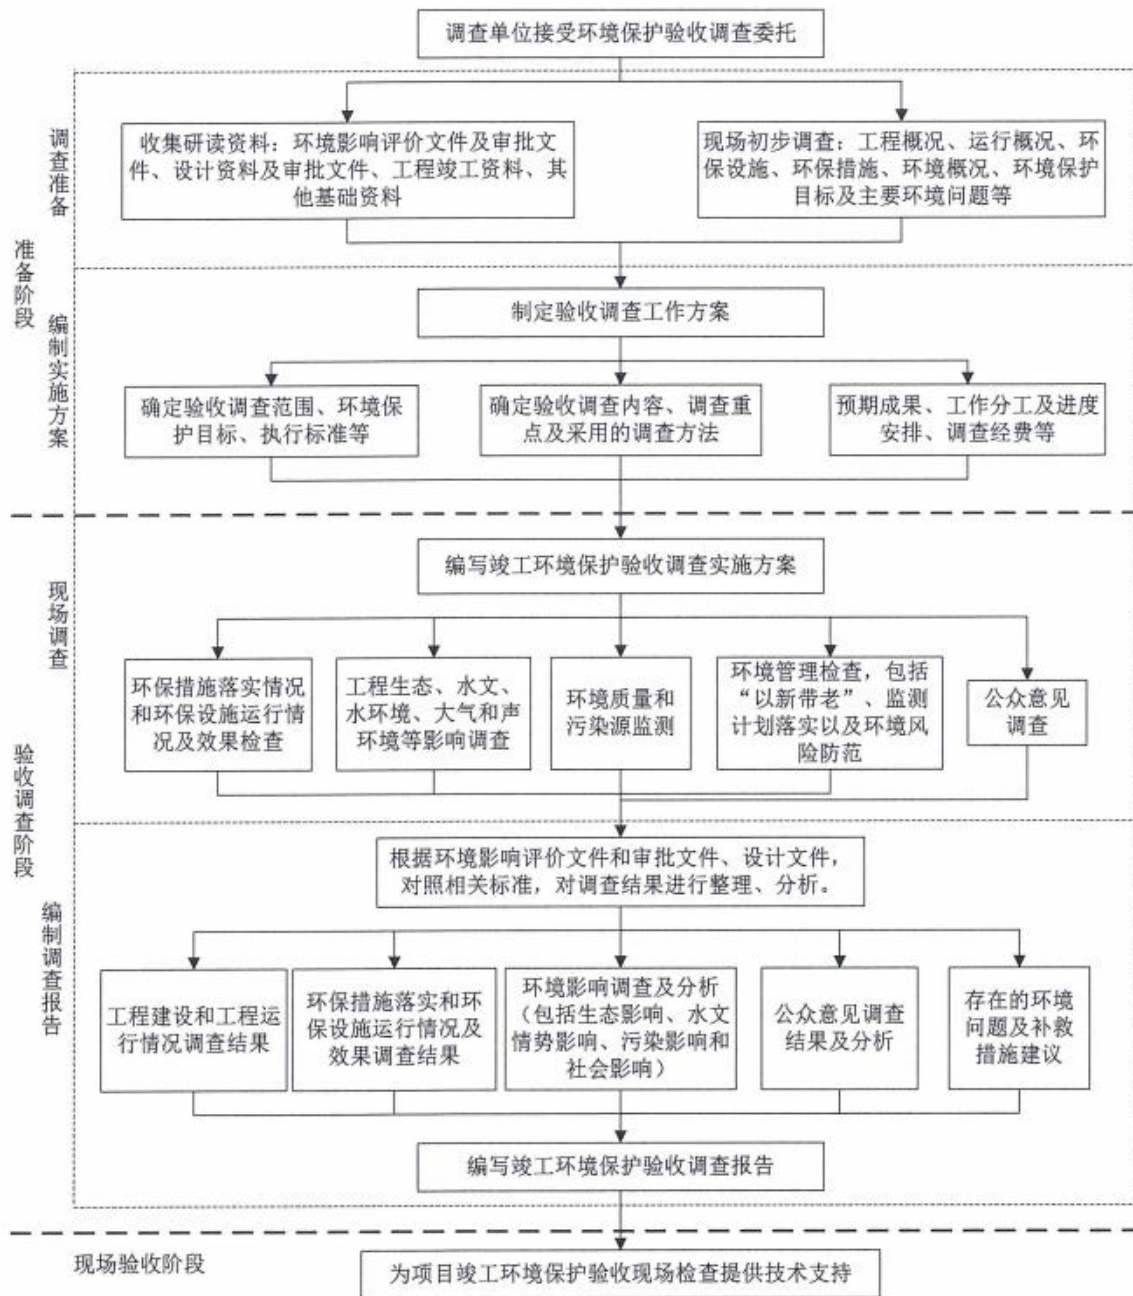 调查单位接受环境保护验收调查委托
准备阶段
调查准备
收集研读资料：环境影响评价文件及审批文
件、设计资料及审批文件、工程竣工资料、其
他基础资料
现场初步调查：工程概况、运行概况、环
保设施、环保措施、环境概况、环境保护
目标及主要环境问题等
编制实施方案
制定验收调查工作方案
确定验收调查范围、环境保
护目标、执行标准等
确定验收调查内容、调查重
点及采用的调查方法
预期成果、工作分工及进度
安排、调查经费等
验收调查阶段
现场调查
编写竣工环境保护验收调查实施方案
环保措施落实情况
和环保设施运行情
况及效果检查
工程生态、水文、
水环境、大气和声
环境等影响调查
环境质量和
污染源监测
环境管理检查，包括
“以新带老”、监测
计划落实以及环境风
险防范
公众意见
调查
编制调查报告
根据环境影响评价文件和审批文件、设计文件，
对照相关标准，对调查结果进行整理、分析。
工程建设和工程运
行情况调查结果
环保措施落实和环
保设施运行情况及
效果调查结果
环境影响调查及分析
（包括生态影响、水文
情势影响、污染影响和
社会影响）
公众意见调查
结果及分析
存在的环境
问题及补救
措施建议
编写竣工环境保护验收调查报告
现场验收阶段
为项目竣工环境保护验收现场检查提供技术支持